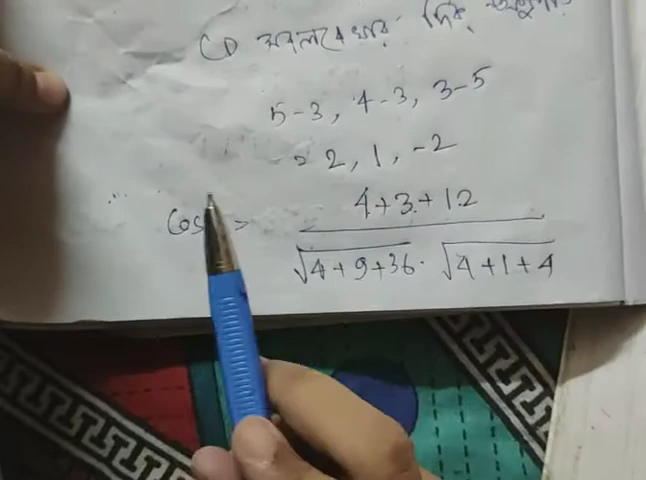 CD সরলরেখার দিক্ অনুপাত
5-3, 4-3, 3-5
= 2, 1, -2
Cos = 4+3+12
√4+9+36 · √4+1+4